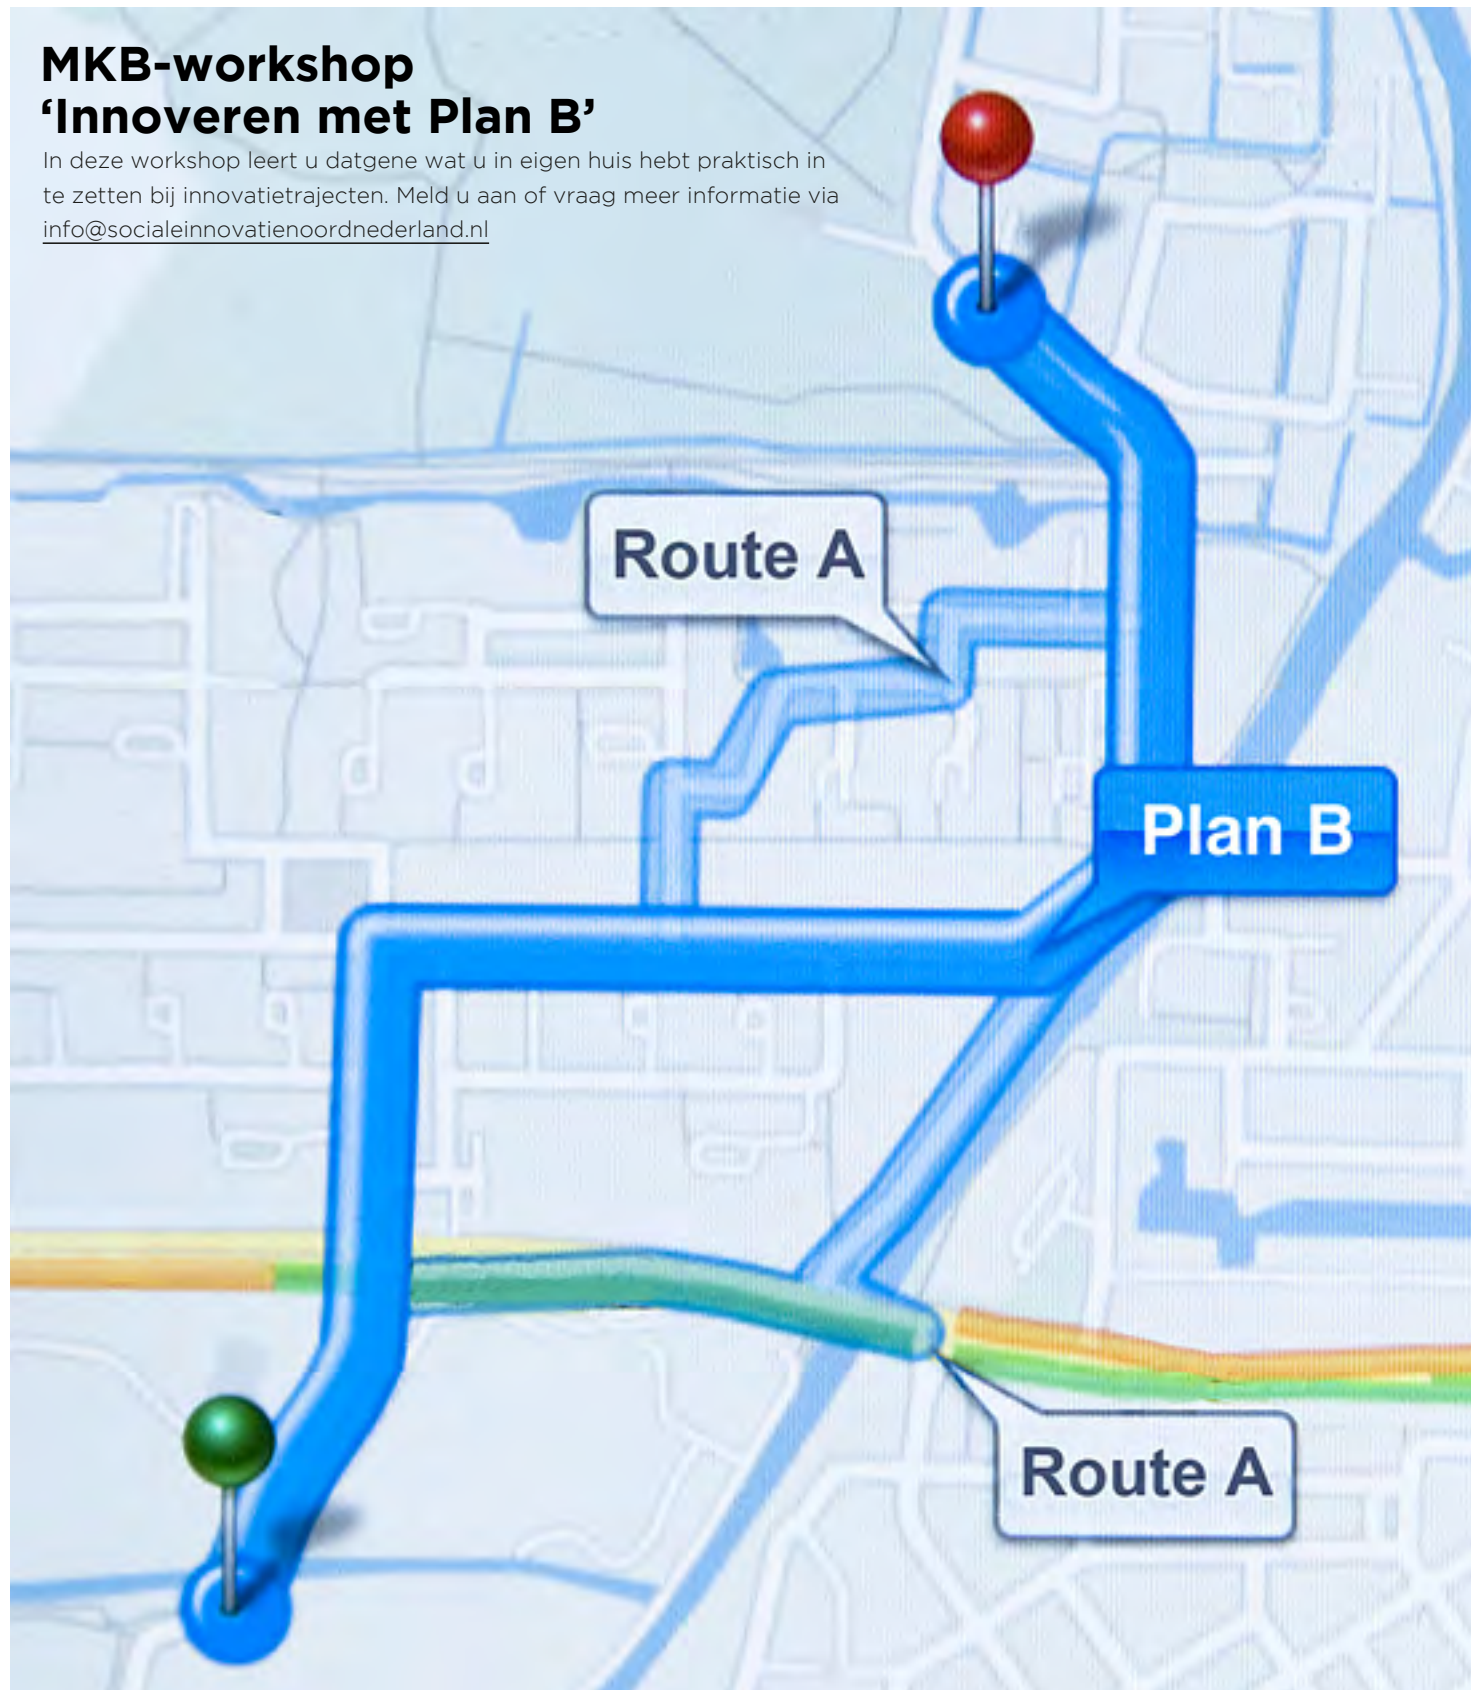 MKB-workshop
‘Innoveren met Plan B’
In deze workshop leert u datgene wat u in eigen huis hebt praktisch in
te zetten bij innovatietrajecten. Meld u aan of vraag meer informatie via
info@socialeinnovatienoordnederland.nl
Route A
Plan B
Route A